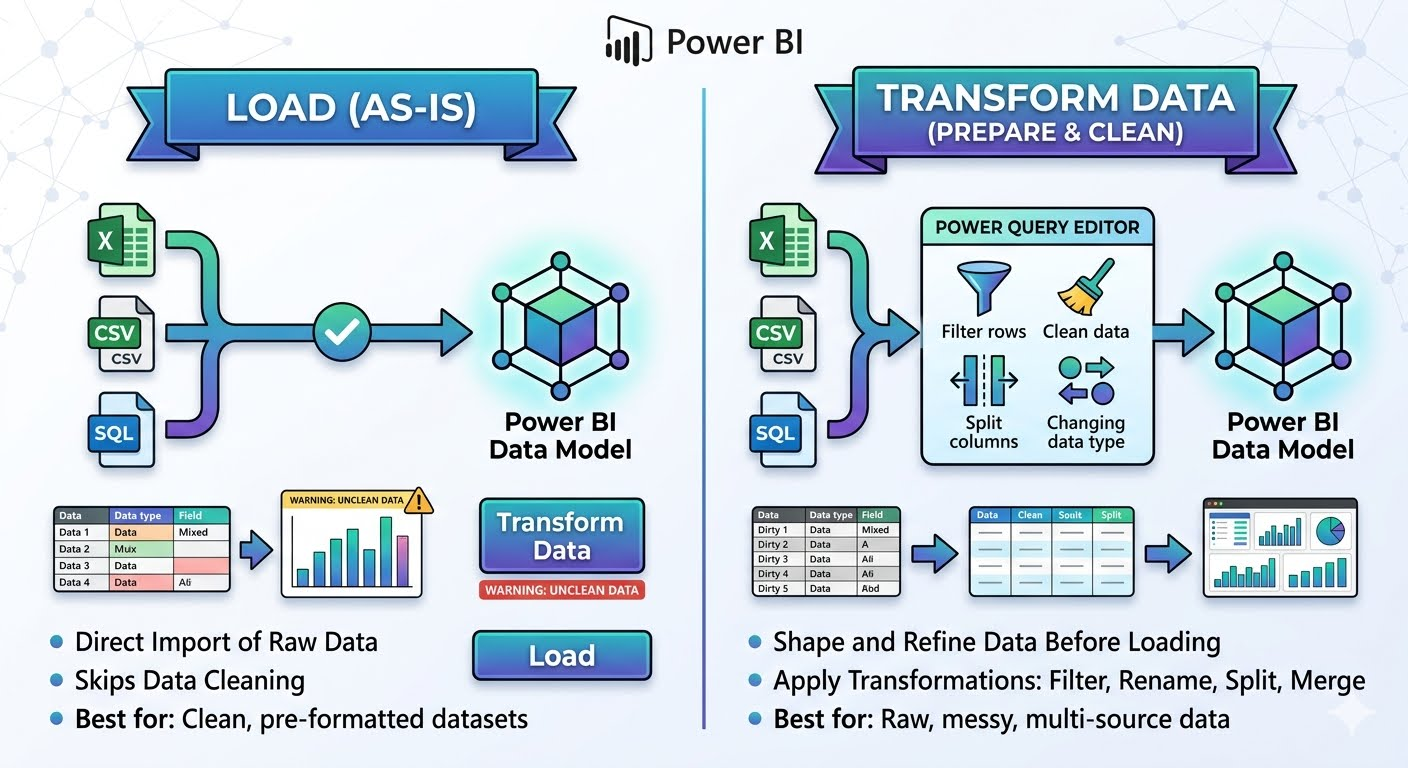 Power BI
LOAD (AS-IS)
X
CSV
CSV
SQL
Power BI
Data Model
Data Data type Field
Data 1 Data Mixed
Data 2 Mux
Data 3 Data
Data 4 Data Ati
WARNING: UNCLEAN DATA
!
Transform
Data
WARNING: UNCLEAN DATA
Load
Direct Import of Raw Data
Skips Data Cleaning
Best for: Clean, pre-formatted datasets
TRANSFORM DATA
(PREPARE & CLEAN)
X
CSV
CSV
SQL
POWER QUERY EDITOR
Filter rows
Clean data
Split
columns
Changing
data type
Power BI
Data Model
Data Data type Field
Dirty 1 Data Mixed
Dirty 2 Data A
Dirty 3 Data
Dirty 4 Data
Dirty 5 Data Abd
Data Clean Sonit Split
Shape and Refine Data Before Loading
Apply Transformations: Filter, Rename, Split, Merge
Best for: Raw, messy, multi-source data